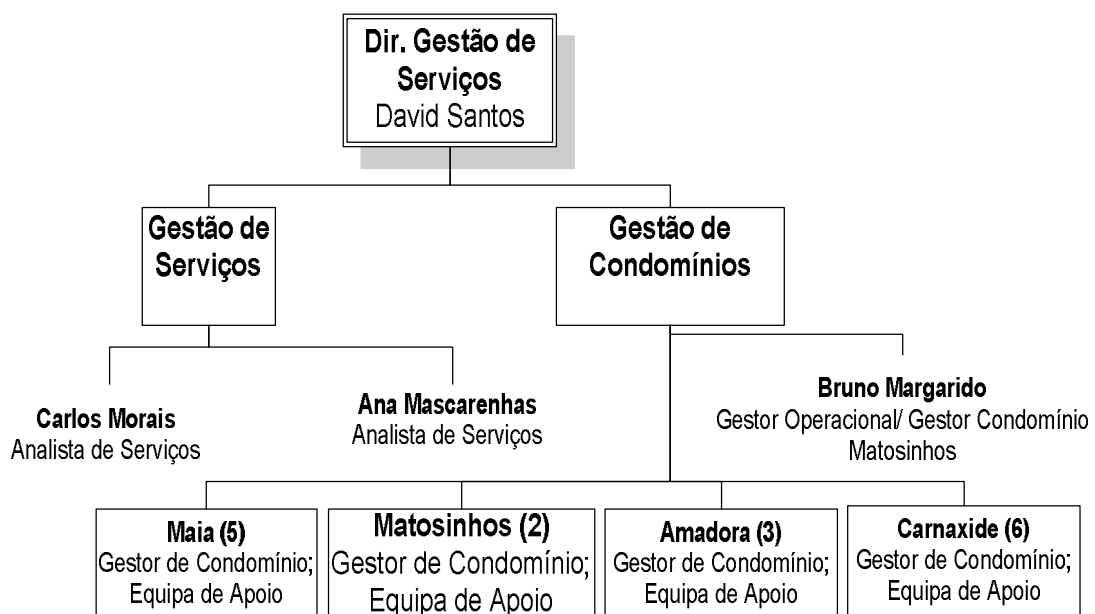 Dir. Gestão de
Serviços
David Santos
Gestão de
Serviços
Gestão de
Condomínios
Carlos Morais
Analista de Serviços
Ana Mascarenhas
Analista de Serviços
Bruno Margarido
Gestor Operacional/ Gestor Condomínio
Matosinhos
Maia (5)
Gestor de Condomínio;
Equipa de Apoio
Matosinhos (2)
Gestor de Condomínio;
Equipa de Apoio
Amadora (3)
Gestor de Condomínio;
Equipa de Apoio
Carnaxide (6)
Gestor de Condomínio;
Equipa de Apoio